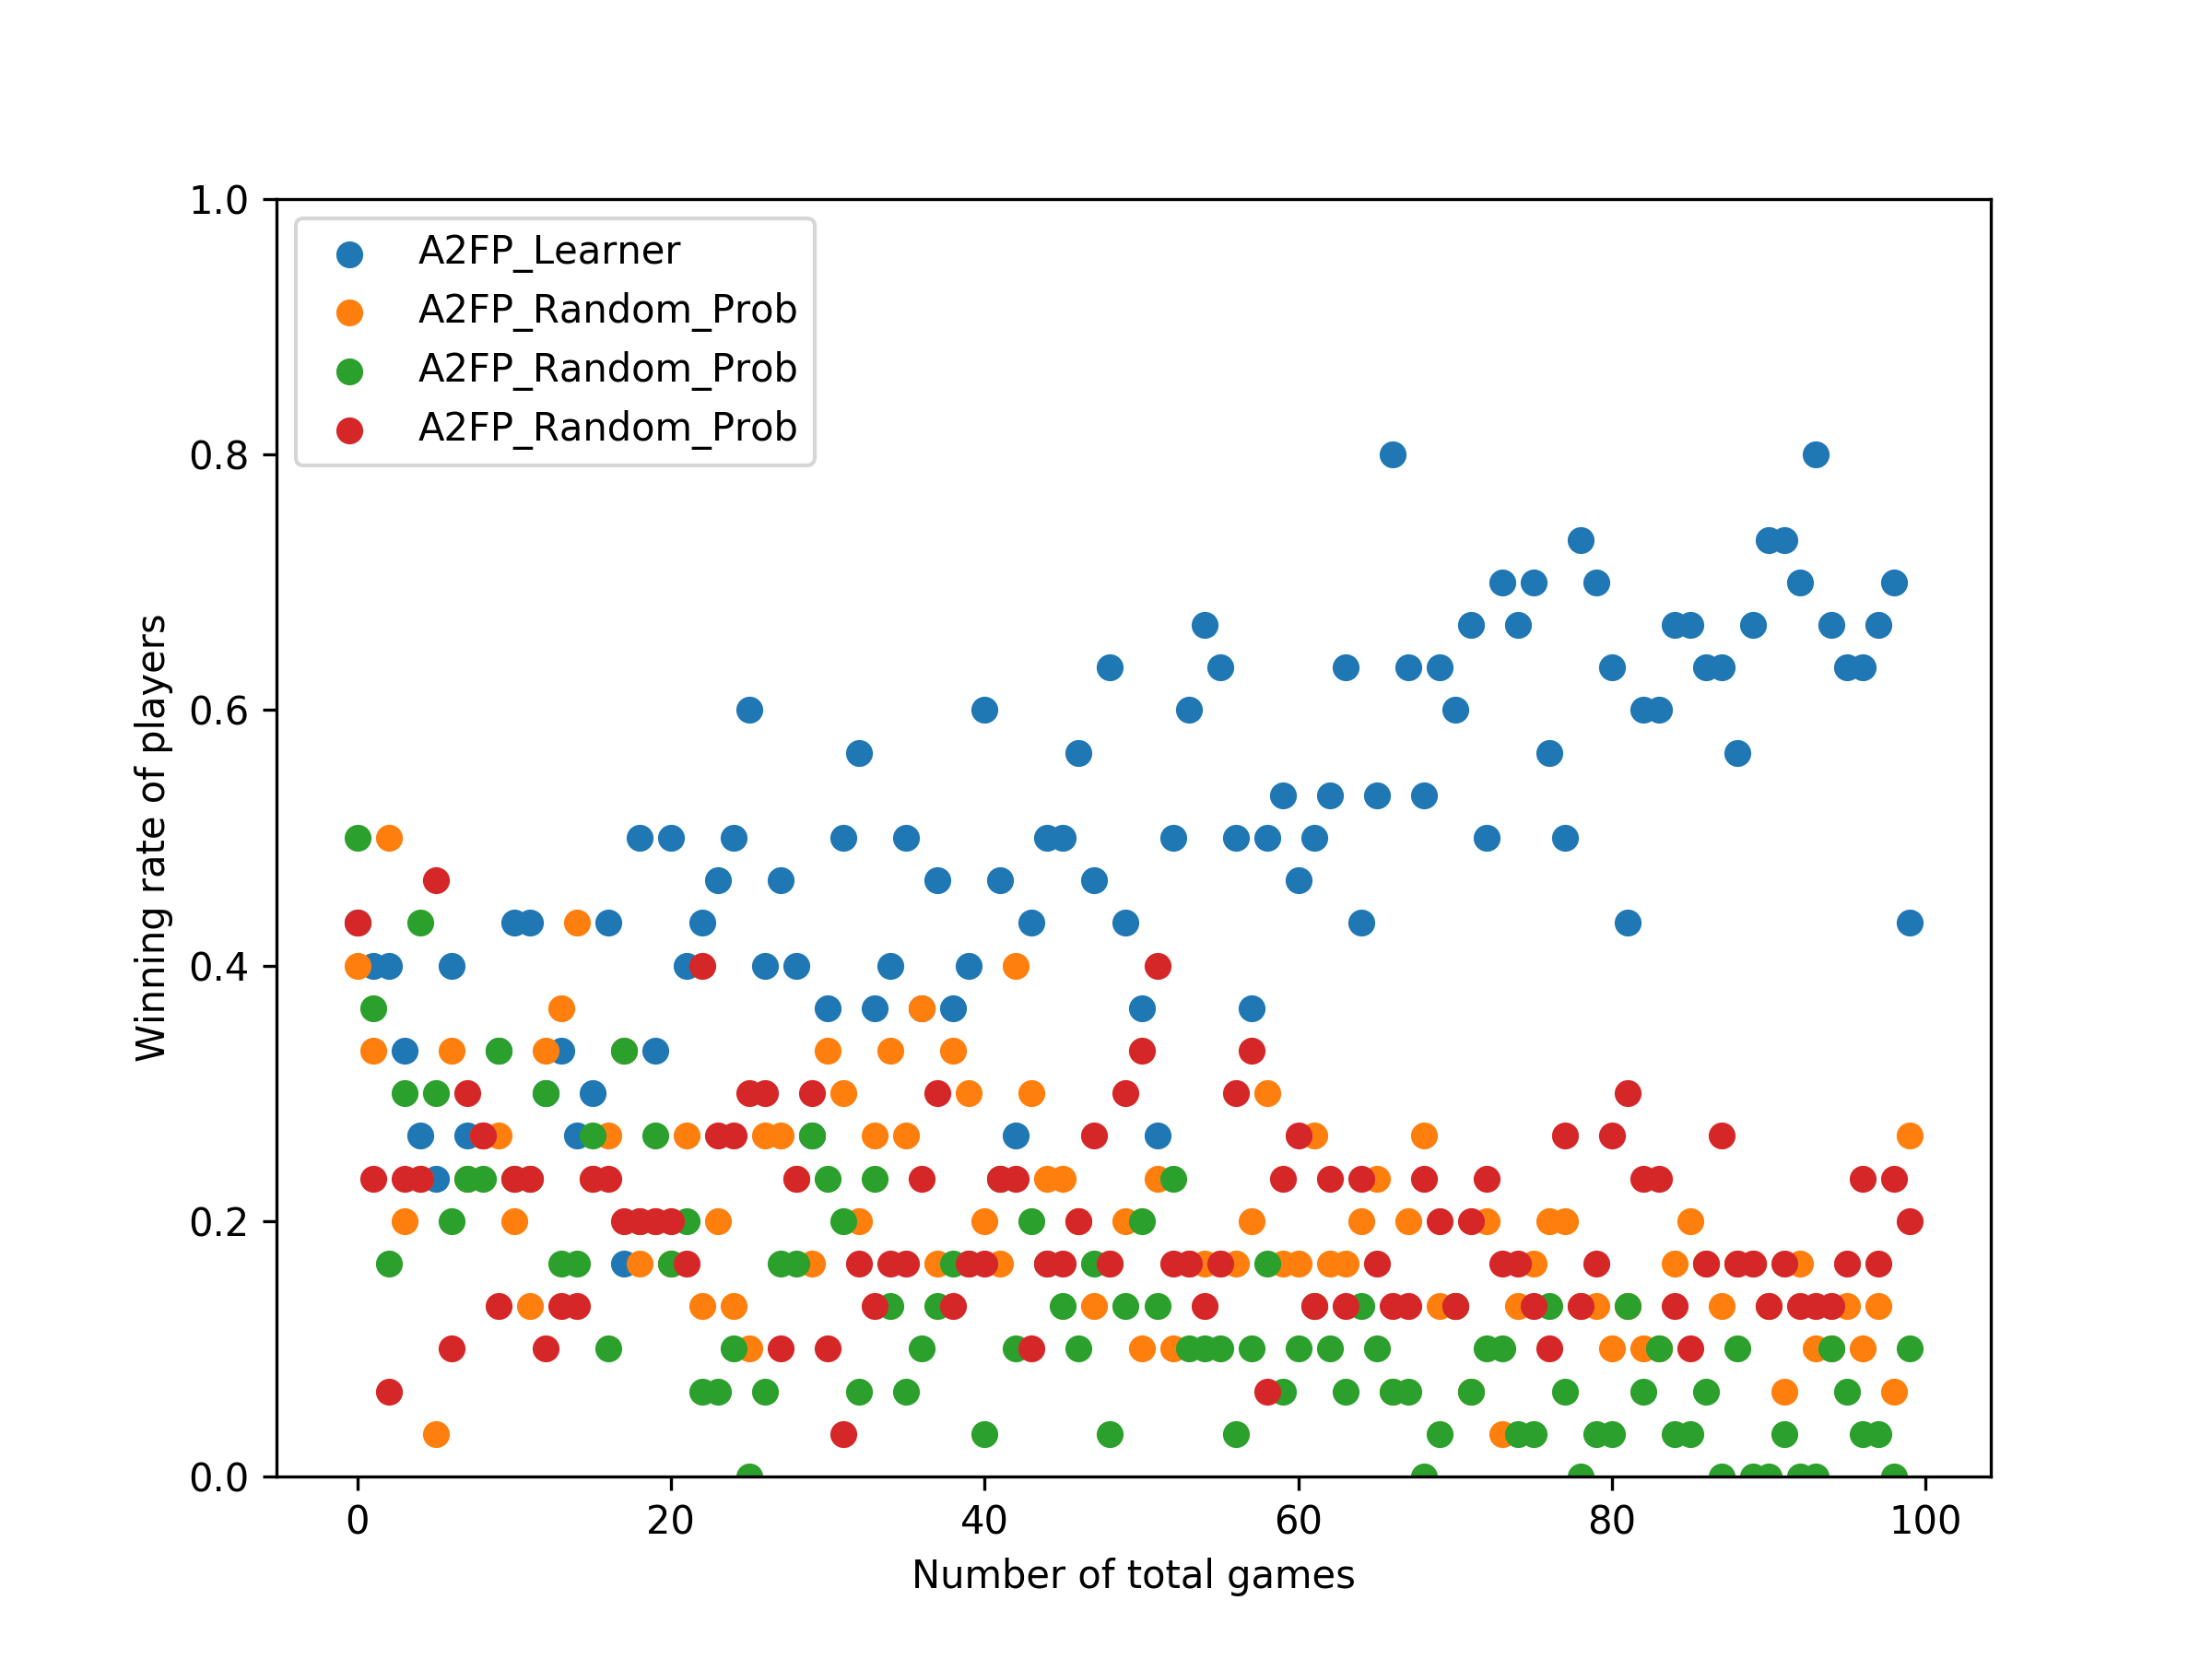 1.0
A2FP_Learner
A2FP_Random_Prob
A2FP_Random_Prob
A2FP_Random_Prob
0.8
0.6
0.4
0.2
0.0
Winning rate of players
0 20 40 60 80 100
Number of total games